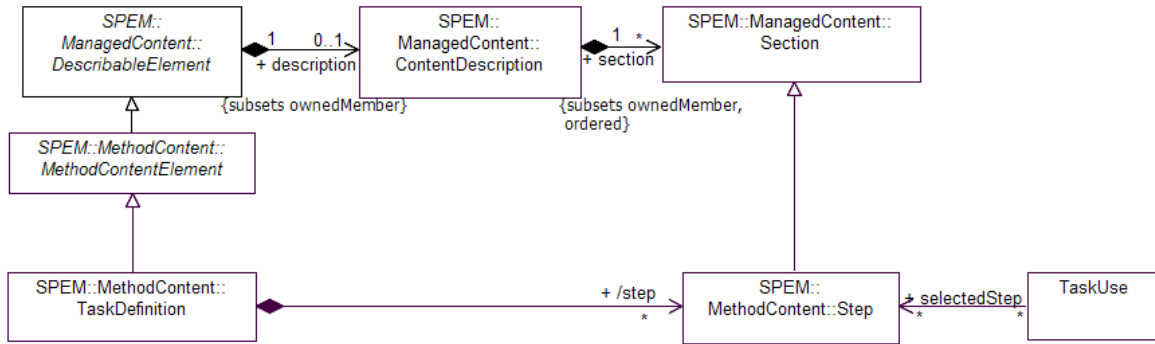 SPEM::
ManagedContent::
DescribableElement
1
0..1
+ description
{subsets ownedMember}
SPEM::
ManagedContent::
ContentDescription
1
*
+ section
{subsets ownedMember,
ordered}
SPEM::ManagedContent::
Section
SPEM::MethodContent::
MethodContentElement
SPEM::MethodContent::
TaskDefinition
+ /step
*
SPEM::
MethodContent::Step
+ selectedStep
*
*
TaskUse